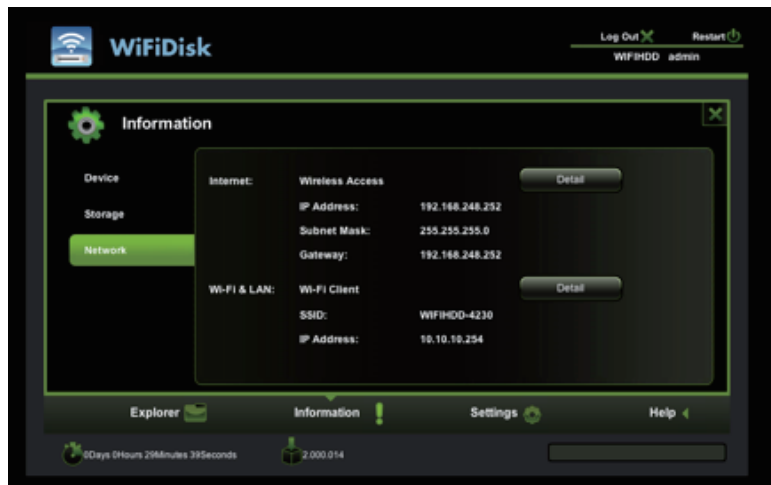 WiFiDisk
Log Out Restart
WIFIHDD admin
Information
Device
Storage
Network
Internet: Wireless Access Detail
IP Address: 192.168.248.252
Subnet Mask: 255.255.255.0
Gateway: 192.168.248.252
Wi-Fi & LAN: Wi-Fi Client Detail
SSID: WIFIHDD-4230
IP Address: 10.10.10.254
Explorer Information Settings Help
0Days 0Hours 29Minutes 39Seconds 2.000.014